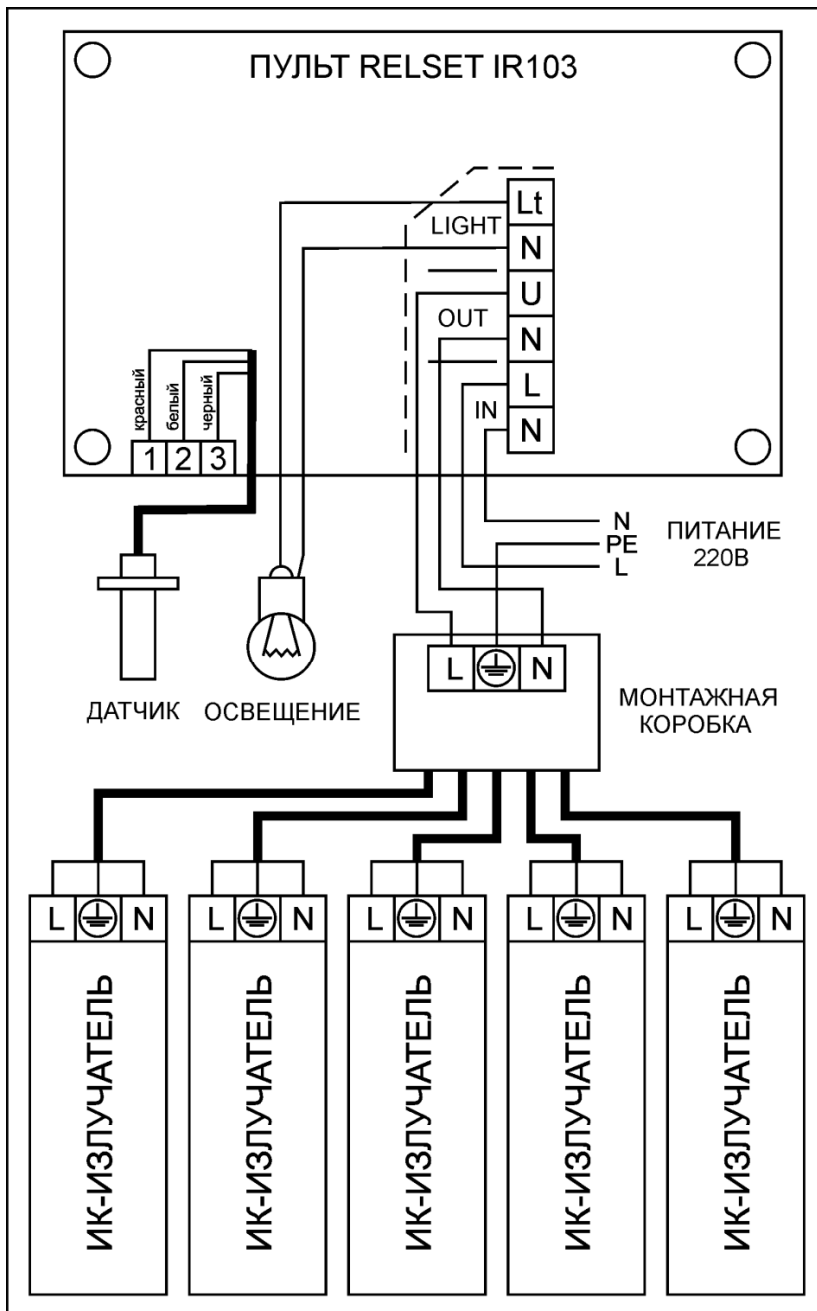 ПУЛЬТ RELSET IR103
Lt
LIGHT
N
U
OUT
N
L
IN
N
красный
белый
черный
1 2 3
N
PE
L
ПИТАНИЕ
220В
L N
ДАТЧИК
ОСВЕЩЕНИЕ
МОНТАЖНАЯ
КОРОБКА
L N
L N
L N
L N
L N
ИК-ИЗЛУЧАТЕЛЬ
ИК-ИЗЛУЧАТЕЛЬ
ИК-ИЗЛУЧАТЕЛЬ
ИК-ИЗЛУЧАТЕЛЬ
ИК-ИЗЛУЧАТЕЛЬ